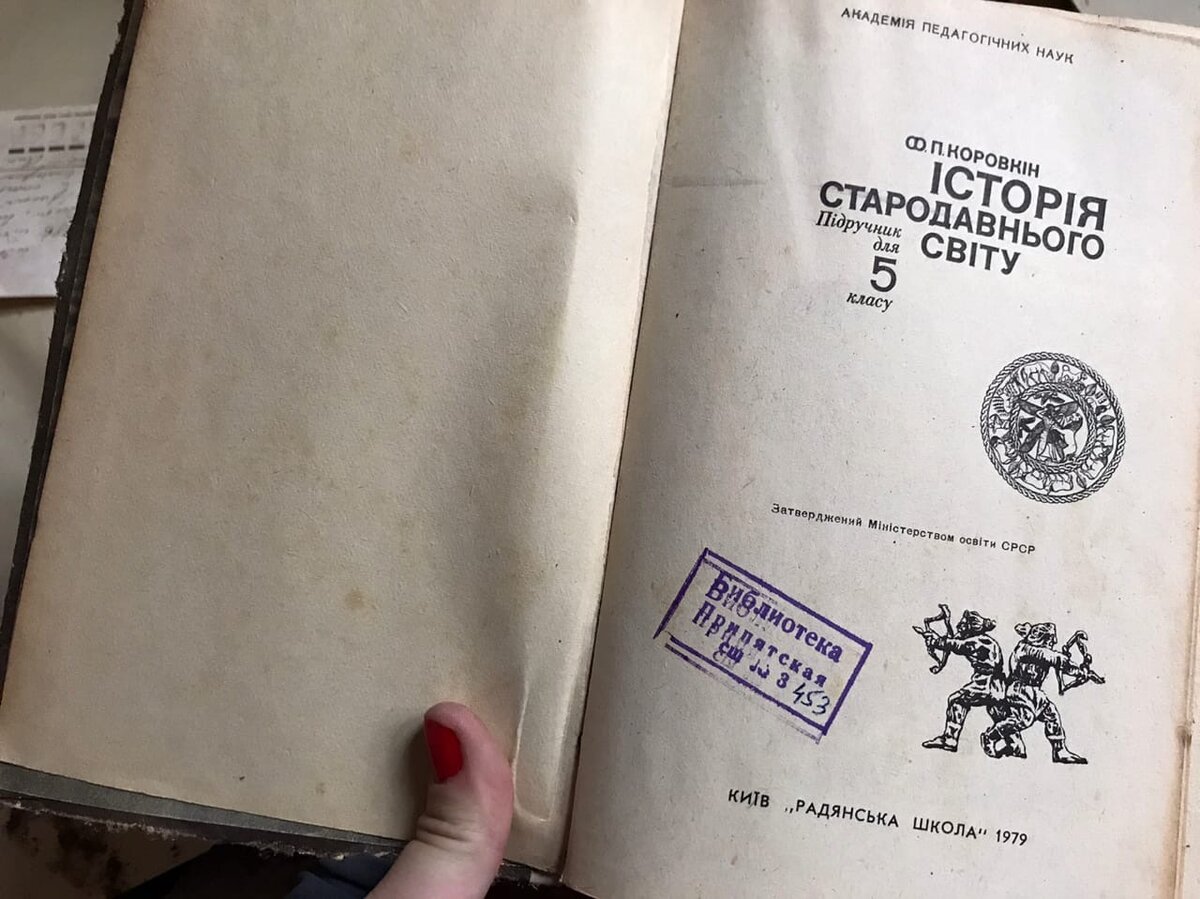 АКАДЕМІЯ ПЕДАГОГІЧНИХ НАУК
Ф. П. КОРОВКІН
ІСТОРІЯ
СТАРОДАВНЬОГО
СВІТУ
Підручник
для
5
класу
Затверджений Міністерством освіти СРСР
Библиотека
Припятская
сш № 3 453
КИЇВ „РАДЯНСЬКА ШКОЛА" 1979